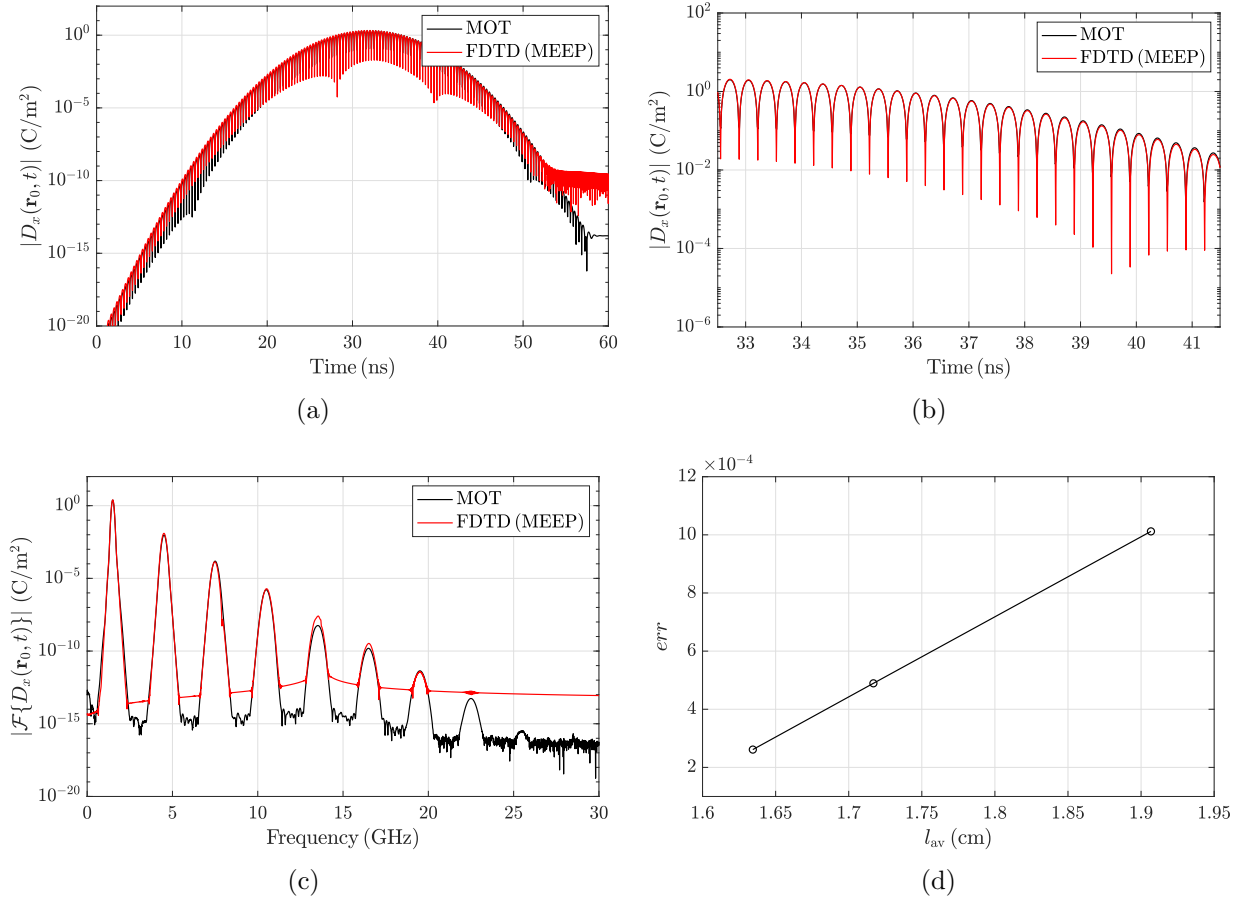 10^0
10^-5
10^-10
10^-15
10^-20
|D_x(r_0, t)| (C/m^2)
0 10 20 30 40 50 60
Time (ns)
MOT
FDTD (MEEP)
(a)
10^2
10^0
10^-2
10^-4
10^-6
|D_x(r_0, t)| (C/m^2)
33 34 35 36 37 38 39 40 41
Time (ns)
MOT
FDTD (MEEP)
(b)
10^0
10^-5
10^-10
10^-15
10^-20
|F{D_x(r_0, t)}| (C/m^2)
0 5 10 15 20 25 30
Frequency (GHz)
MOT
FDTD (MEEP)
(c)
×10^-4
12
10
8
6
4
2
err
1.6 1.65 1.7 1.75 1.8 1.85 1.9 1.95
l_av (cm)
(d)